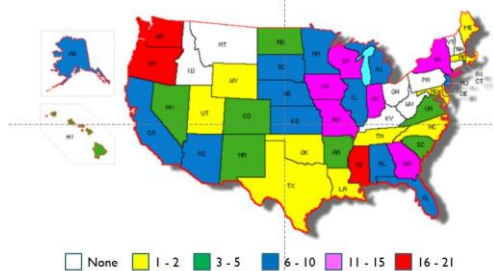 AK
HI
WA
OR
ID
MT
WY
UT
CO
NM
CA
AZ
NV
ND
SD
NE
KS
OK
TX
MN
IA
MO
AR
LA
WI
IL
IN
MI
OH
KY
TN
AL
GA
FL
SC
NC
VA
WV
PA
NY
VT
NH
ME
RI
CT
NJ
DE
None 1 - 2 3 - 5 6 - 10 11 - 15 16 - 21